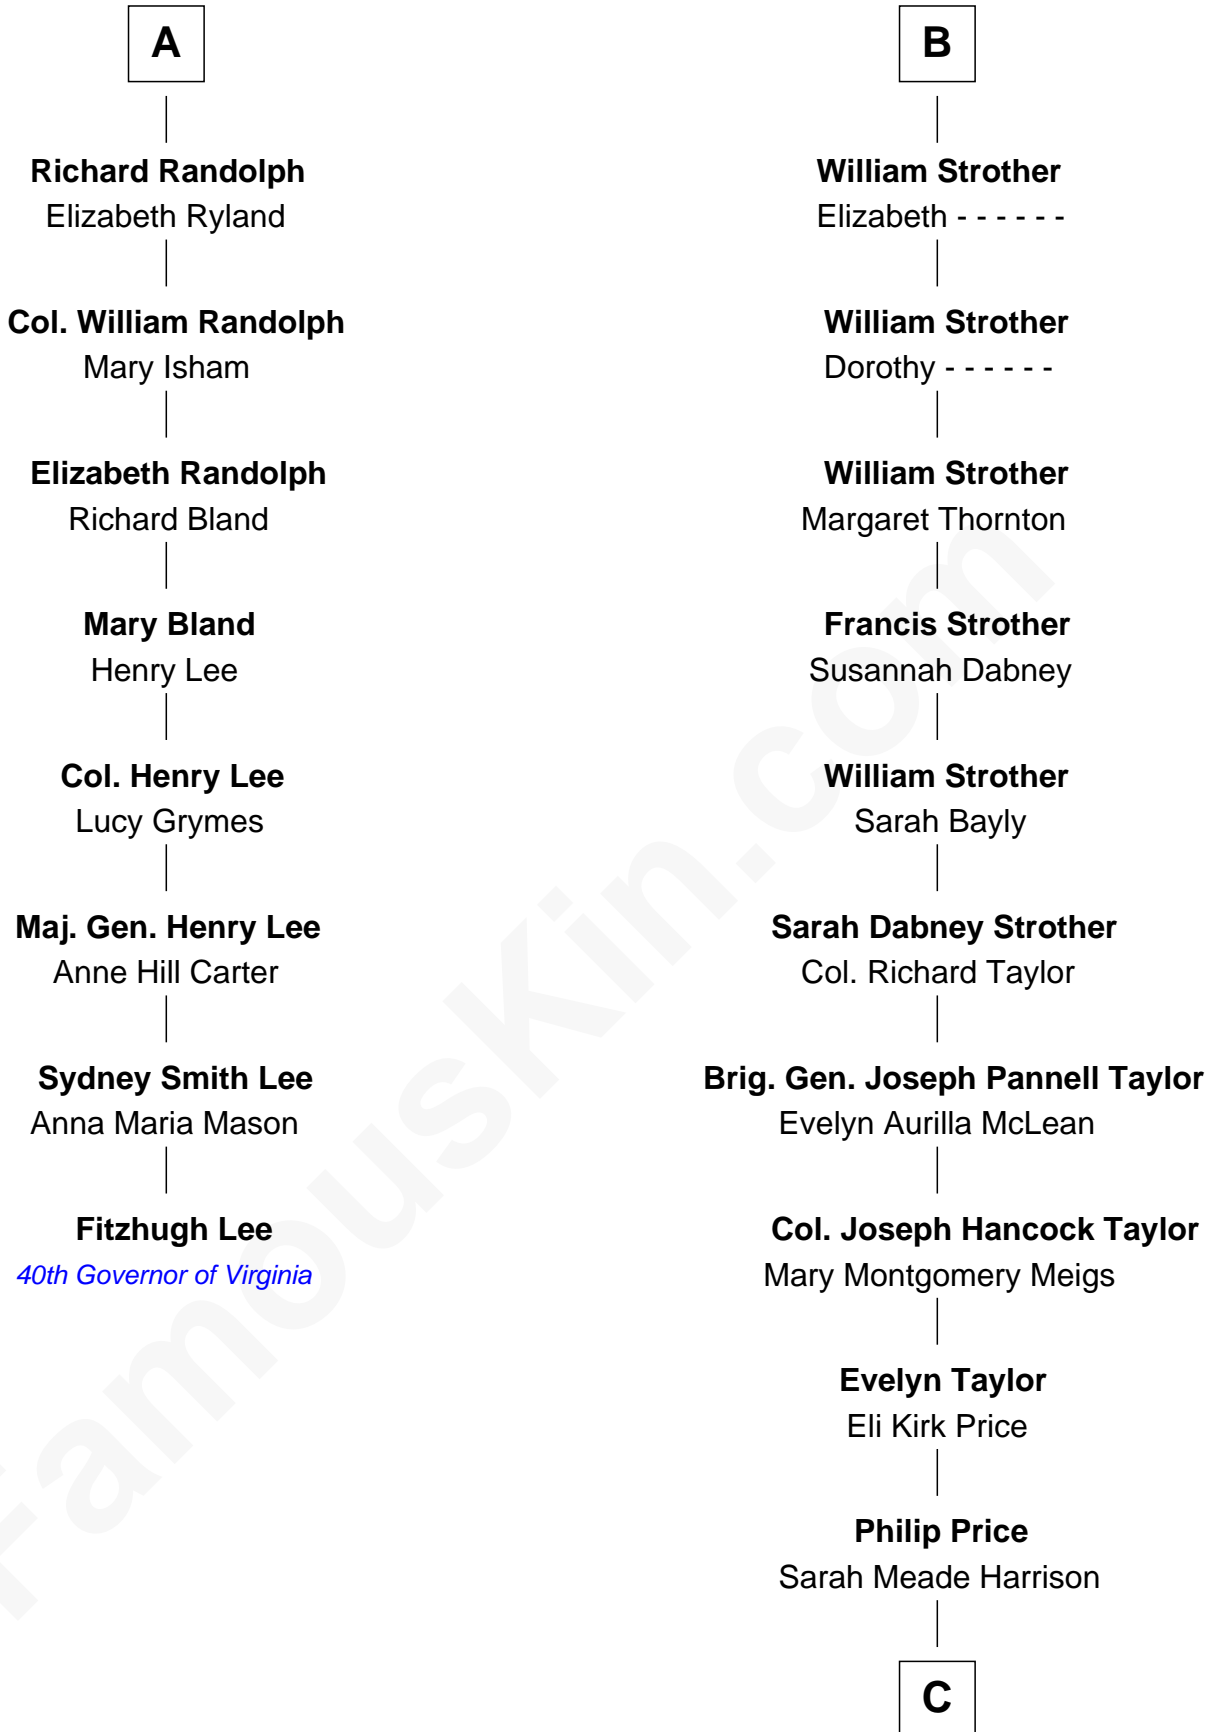 A
Richard Randolph
Elizabeth Ryland
Col. William Randolph
Mary Isham
Elizabeth Randolph
Richard Bland
Mary Bland
Henry Lee
Col. Henry Lee
Lucy Grymes
Maj. Gen. Henry Lee
Anne Hill Carter
Sydney Smith Lee
Anna Maria Mason
Fitzhugh Lee
40th Governor of Virginia
B
William Strother
Elizabeth - - - - - -
William Strother
Dorothy - - - - - -
William Strother
Margaret Thornton
Francis Strother
Susannah Dabney
William Strother
Sarah Bayly
Sarah Dabney Strother
Col. Richard Taylor
Brig. Gen. Joseph Pannell Taylor
Evelyn Aurilla McLean
Col. Joseph Hancock Taylor
Mary Montgomery Meigs
Evelyn Taylor
Eli Kirk Price
Philip Price
Sarah Meade Harrison
C
FamousKin.com